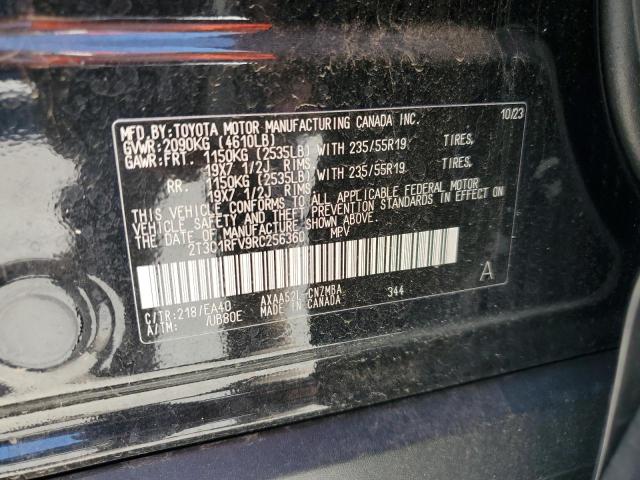 MFD.BY:TOYOTA MOTOR MANUFACTURING CANADA INC. 10/23
GVWR:2090KG (4610LB)
GAWR:FRT. 1150KG (2535LB) WITH 235/55R19 TIRES,
19X7 1/2J RIMS
RR. 1150KG (2535LB) WITH 235/55R19 TIRES,
19X7 1/2J RIMS
THIS VEHICLE CONFORMS TO ALL APPLICABLE FEDERAL MOTOR
VEHICLE SAFETY AND THEFT PREVENTION STANDARDS IN EFFECT
ON THE DATE OF MANUFACTURE SHOWN ABOVE.
2T3C1RFV9RC256360 MPV
A
C/TR:218/EA40 AXAA52L-CNZMBA 344
A/TM: /UB80E MADE IN CANADA